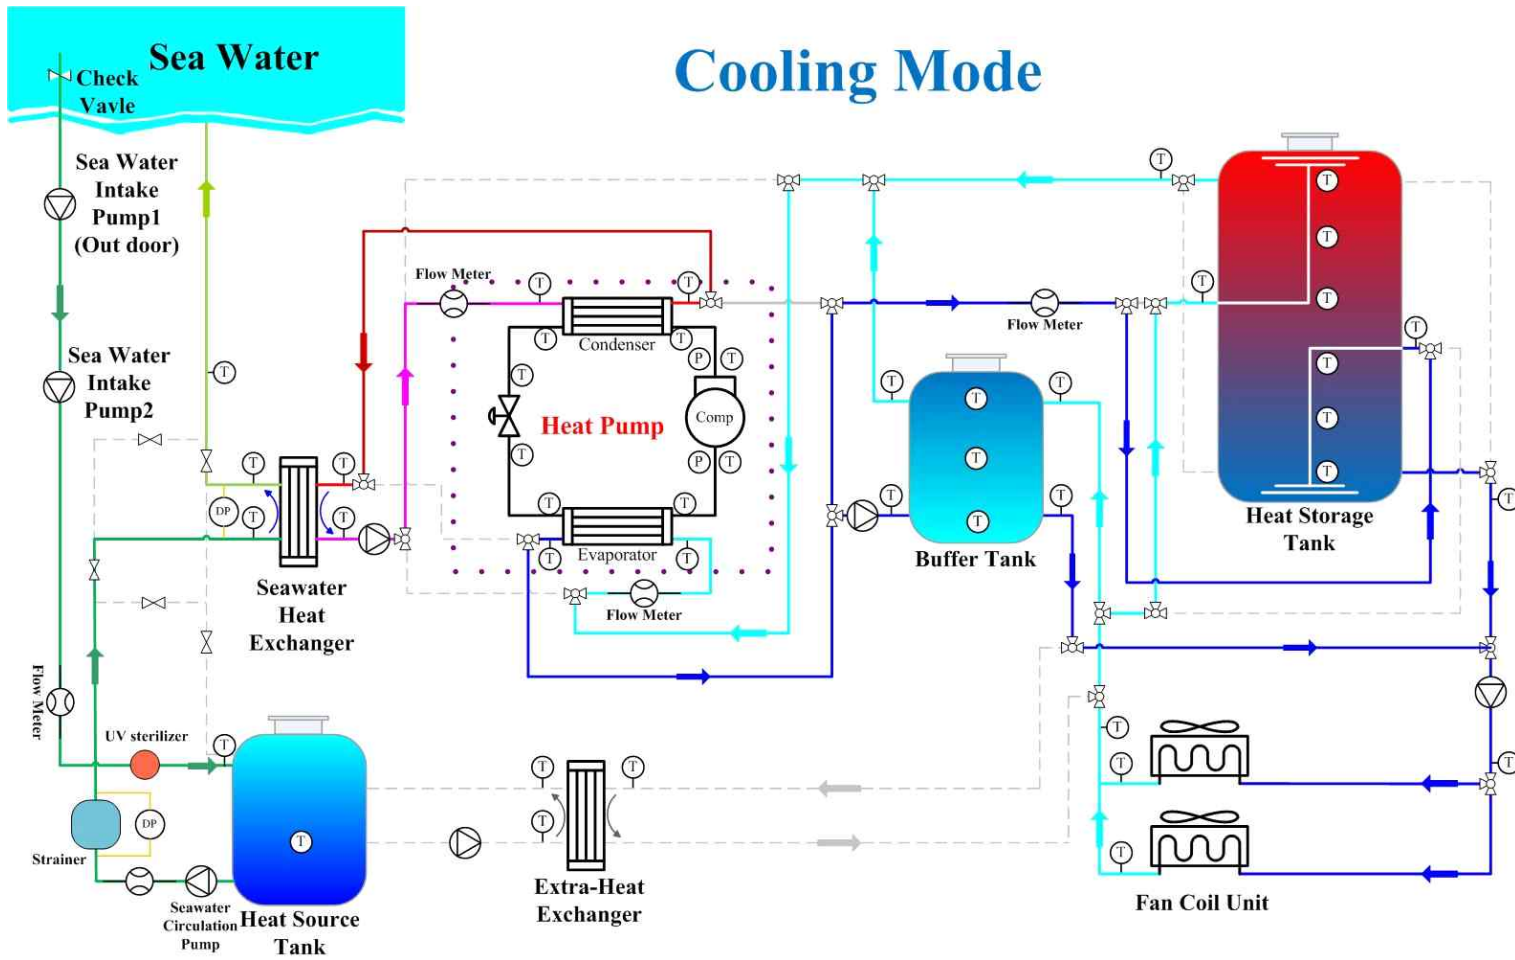 Sea Water
Cooling Mode
Check
Vavle
Sea Water
Intake
Pump1
(Out door)
Sea Water
Intake
Pump2
T
T
T
T
T
T
DP
Seawater
Heat
Exchanger
Flow Meter
T
T
T
T
Condenser
T
P
T
T
Comp
Heat Pump
T
P
T
T
T
Evaporator
T
T
Flow Meter
Flow Meter
T
T
T
T
T
T
T
T
T
Heat Storage
Tank
T
T
T
T
T
T
T
T
T
Buffer Tank
Flow Meter
UV sterilizer
T
T
DP
Strainer
Seawater
Circulation
Pump
Heat Source
Tank
T
T
T
Extra-Heat
Exchanger
T
T
T
T
T
Fan Coil Unit